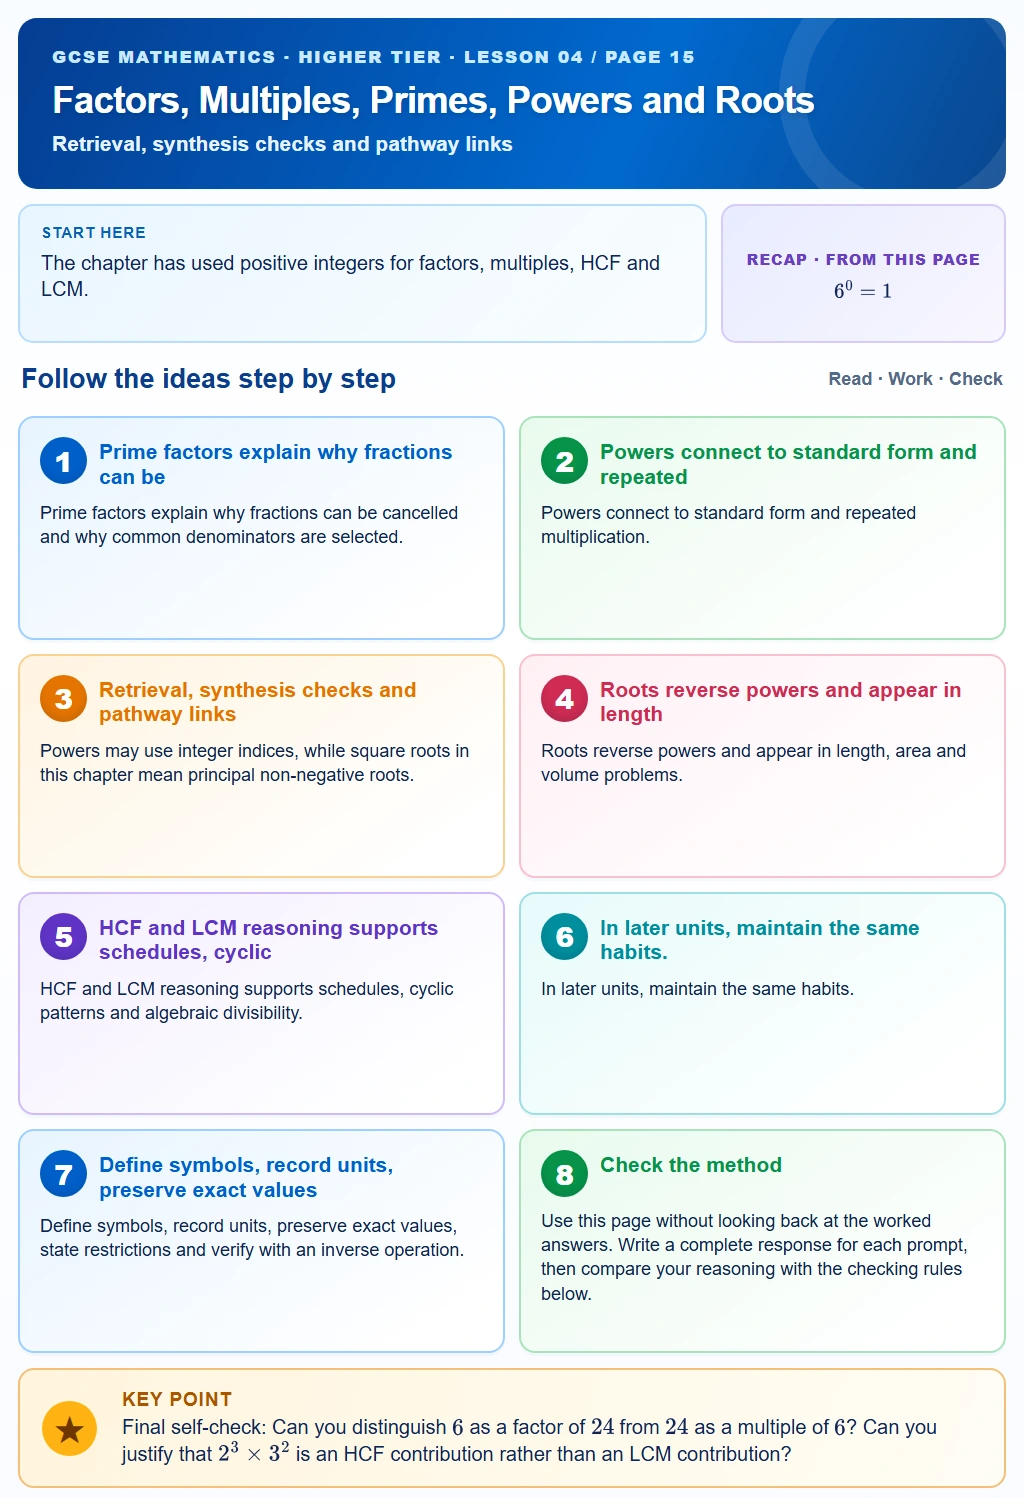 GCSE MATHEMATICS · HIGHER TIER · LESSON 04 / PAGE 15
Factors, Multiples, Primes, Powers and Roots
Retrieval, synthesis checks and pathway links
START HERE
The chapter has used positive integers for factors, multiples, HCF and
LCM.
RECAP · FROM THIS PAGE
6⁰ = 1
Follow the ideas step by step
Read · Work · Check
1
Prime factors explain why fractions
can be
Prime factors explain why fractions can be cancelled
and why common denominators are selected.
2
Powers connect to standard form and
repeated
Powers connect to standard form and repeated
multiplication.
3
Retrieval, synthesis checks and
pathway links
Powers may use integer indices, while square roots in
this chapter mean principal non-negative roots.
4
Roots reverse powers and appear in
length
Roots reverse powers and appear in length, area and
volume problems.
5
HCF and LCM reasoning supports
schedules, cyclic
HCF and LCM reasoning supports schedules, cyclic
patterns and algebraic divisibility.
6
In later units, maintain the same
habits.
In later units, maintain the same habits.
7
Define symbols, record units,
preserve exact values
Define symbols, record units, preserve exact values,
state restrictions and verify with an inverse operation.
8
Check the method
Use this page without looking back at the worked
answers. Write a complete response for each prompt,
then compare your reasoning with the checking rules
below.
KEY POINT
Final self-check: Can you distinguish 6 as a factor of 24 from 24 as a multiple of 6? Can you
justify that 2³ × 3² is an HCF contribution rather than an LCM contribution?